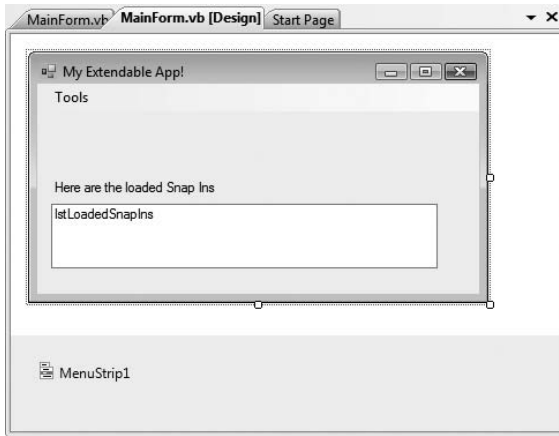 MainForm.vb MainForm.vb [Design] Start Page
My Extendable App!
Tools
Here are the loaded Snap Ins
lstLoadedSnapIns
MenuStrip1